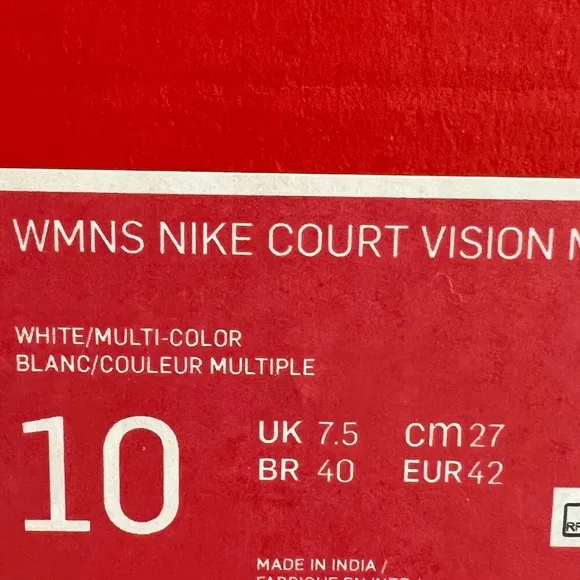 WMNS NIKE COURT VISION M
WHITE/MULTI-COLOR
BLANC/COULEUR MULTIPLE
10
UK 7.5 cm 27
BR 40 EUR 42
MADE IN INDIA /